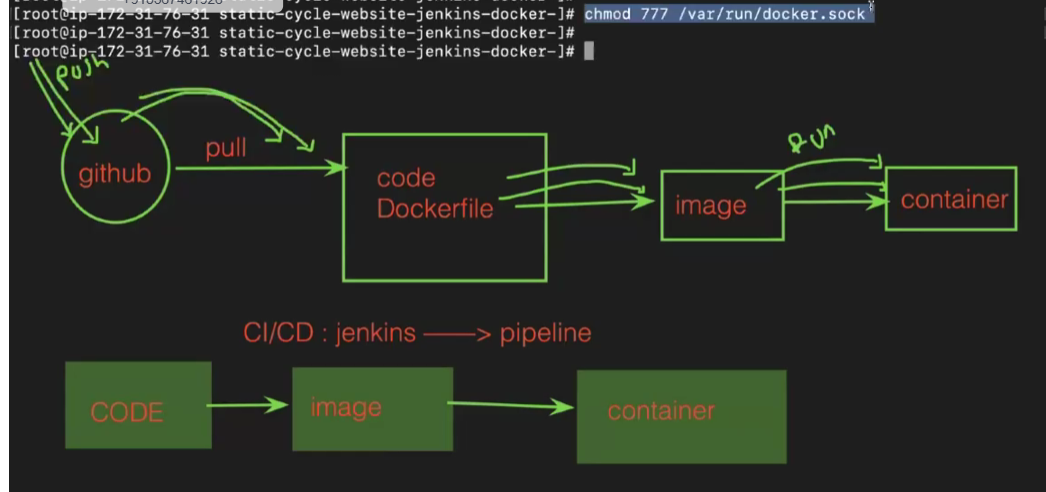 [root@ip-172-31-76-31 static-cycle-website-jenkins-docker-]# chmod 777 /var/run/docker.sock
[root@ip-172-31-76-31 static-cycle-website-jenkins-docker-]#
[root@ip-172-31-76-31 static-cycle-website-jenkins-docker-]#
push
github
pull
code
Dockerfile
image
run
container
CI/CD : jenkins ——> pipeline
CODE
image
container